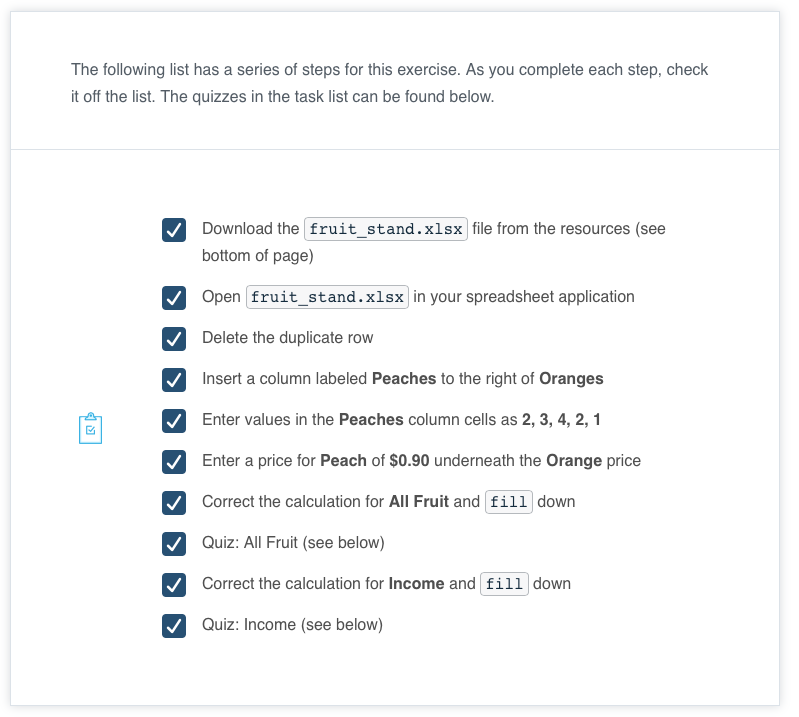 The following list has a series of steps for this exercise. As you complete each step, check
it off the list. The quizzes in the task list can be found below.
Download the fruit_stand.xlsx file from the resources (see
bottom of page)
Open fruit_stand.xlsx in your spreadsheet application
Delete the duplicate row
Insert a column labeled Peaches to the right of Oranges
Enter values in the Peaches column cells as 2, 3, 4, 2, 1
Enter a price for Peach of $0.90 underneath the Orange price
Correct the calculation for All Fruit and fill down
Quiz: All Fruit (see below)
Correct the calculation for Income and fill down
Quiz: Income (see below)